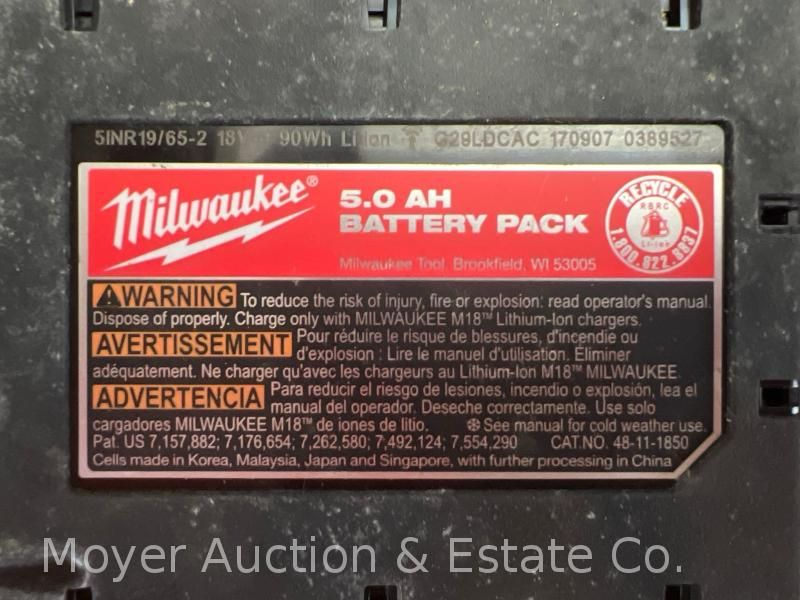 5INR19/65-2 18V 90Wh Li-Ion G29LDCAC 170907 0389527
Milwaukee®
5.0 AH
BATTERY PACK
Milwaukee Tool, Brookfield, WI 53005
RECYCLE
RBRC
Li-Ion
1.800.822.8837
WARNING To reduce the risk of injury, fire or explosion: read operator's manual.
Dispose of properly. Charge only with MILWAUKEE M18™ Lithium-Ion chargers.
AVERTISSEMENT Pour réduire le risque de blessures, d'incendie ou
d'explosion : Lire le manuel d'utilisation. Éliminer
adéquatement. Ne charger qu'avec les chargeurs au Lithium-Ion M18™ MILWAUKEE
ADVERTENCIA Para reducir el riesgo de lesiones, incendio o explosión, lea el
manual del operador. Deseche correctamente. Use solo
cargadores MILWAUKEE M18™ de iones de litio. ❄ See manual for cold weather use.
Pat. US 7,157,882; 7,176,654; 7,262,580; 7,492,124; 7,554,290 CAT.NO. 48-11-1850
Cells made in Korea, Malaysia, Japan and Singapore, with further processing in China
Moyer Auction & Estate Co.